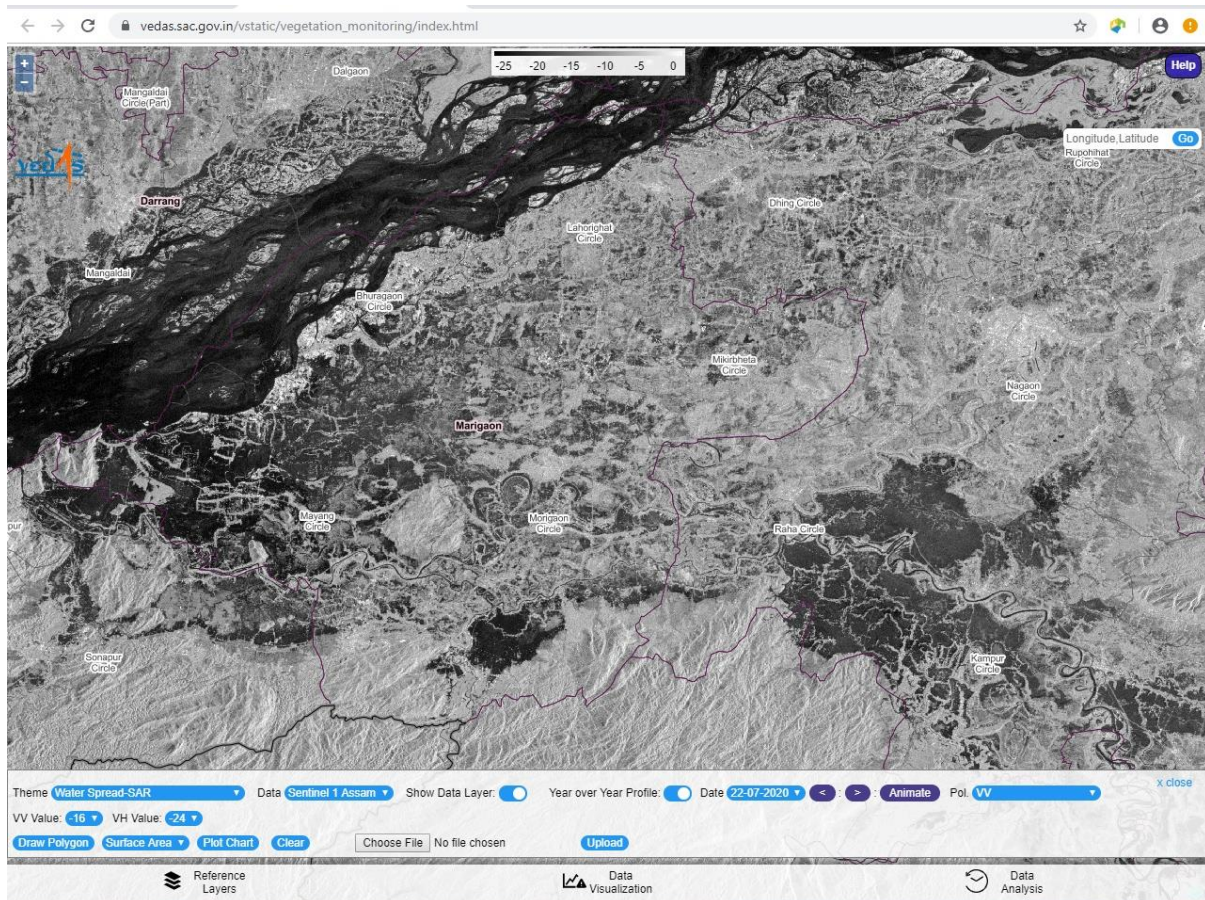 vedas.sac.gov.in/vstatic/vegetation_monitoring/index.html
+
−
-25 -20 -15 -10 -5 0
Help
Dalgaon
Mangaldai
Circle(Part)
Longitude,Latitude Go
Rupohihat
Circle
vedAS
Darrang
Dhing Circle
Lahorighat
Circle
Mangaldai
Bhuragaon
Circle
Mikirbheta
Circle
Nagaon
Circle
Marigaon
Mayang
Circle
Morigaon
Circle
Raha Circle
pur
Sonapur
Circle
Kampur
Circle
x close
Theme Water Spread-SAR Data Sentinel 1 Assam Show Data Layer: Year over Year Profile: Date 22-07-2020 < : > : Animate Pol. VV
VV Value: -16 VH Value: -24
Draw Polygon Surface Area Plot Chart Clear Choose File No file chosen Upload
Reference
Layers
Data
Visualization
Data
Analysis